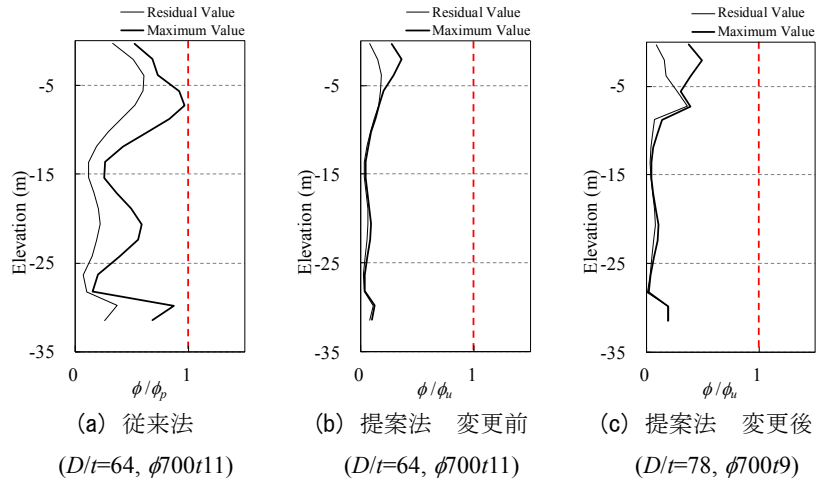 Residual Value
Maximum Value
-5
-15
-25
-35
Elevation (m)
0
1
ϕ/ϕp
(a) 従来法
(D/t=64, ϕ700t11)
Residual Value
Maximum Value
-5
-15
-25
-35
Elevation (m)
0
1
ϕ/ϕu
(b) 提案法 変更前
(D/t=64, ϕ700t11)
Residual Value
Maximum Value
-5
-15
-25
-35
Elevation (m)
0
1
ϕ/ϕu
(c) 提案法 変更後
(D/t=78, ϕ700t9)